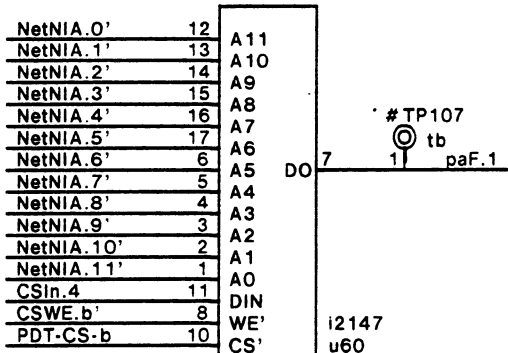 NetNIA.0' 12 A11
NetNIA.1' 13 A10
NetNIA.2' 14 A9
NetNIA.3' 15 A8
NetNIA.4' 16 A7
NetNIA.5' 17 A6
NetNIA.6' 6 A5
NetNIA.7' 5 A4
NetNIA.8' 4 A3
NetNIA.9' 3 A2
NetNIA.10' 2 A1
NetNIA.11' 1 A0
CSIn.4 11 DIN
CSWE.b' 8 WE'
PDT-CS-b 10 CS'
DO 7
#TP107
tb
1 paF.1
i2147
u60